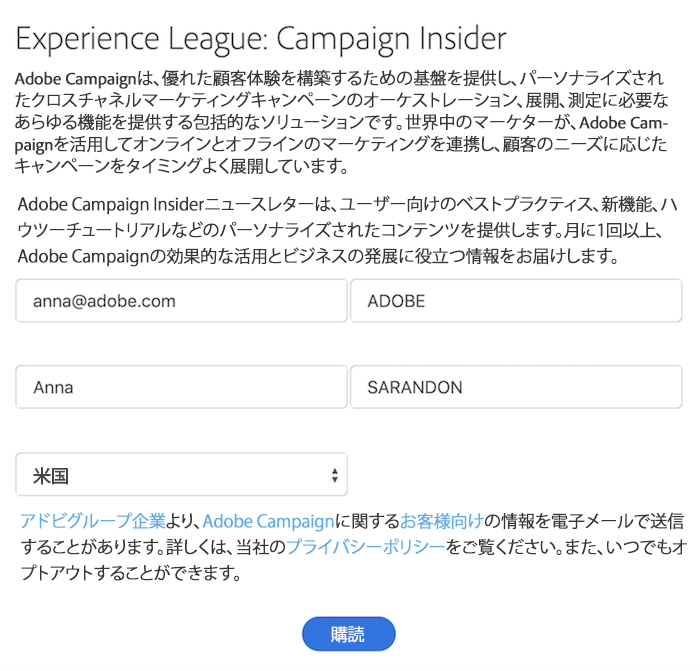 Experience League: Campaign Insider
Adobe Campaignは、優れた顧客体験を構築するための基盤を提供し、パーソナライズされ
たクロスチャネルマーケティングキャンペーンのオーケストレーション、展開、測定に必要な
あらゆる機能を提供する包括的なソリューションです。世界中のマーケターが、Adobe Cam-
paignを活用してオンラインとオフラインのマーケティングを連携し、顧客のニーズに応じた
キャンペーンをタイミングよく展開しています。
Adobe Campaign Insiderニュースレターは、ユーザー向けのベストプラクティス、新機能、ハ
ウツーチュートリアルなどのパーソナライズされたコンテンツを提供します。月に1回以上、
Adobe Campaignの効果的な活用とビジネスの発展に役立つ情報をお届けします。
anna@adobe.com ADOBE
Anna SARANDON
米国
アドビグループ企業より、Adobe Campaignに関するお客様向けの情報を電子メールで送信
することがあります。詳しくは、当社のプライバシーポリシーをご覧ください。また、いつでもオ
プトアウトすることができます。
購読